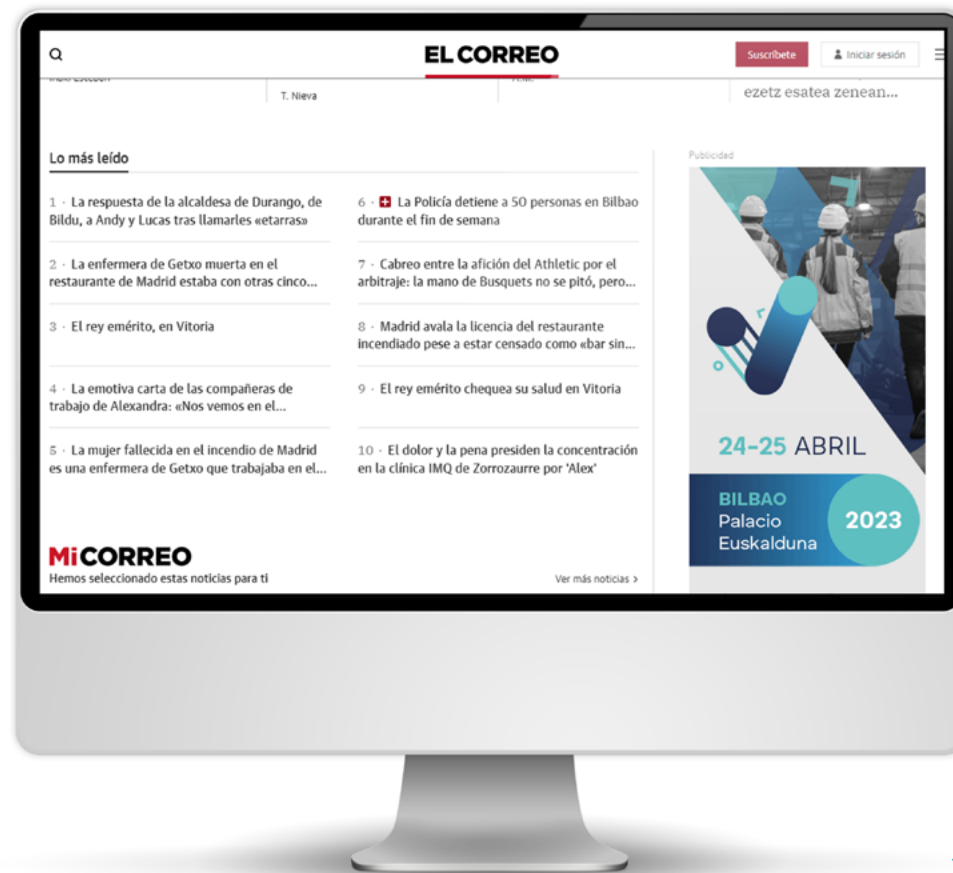 EL CORREO
Suscríbete
Iniciar sesión
T. Nieva
ezetz esatea zenean...
Lo más leído
Publicidad
1 · La respuesta de la alcaldesa de Durango, de
Bildu, a Andy y Lucas tras llamarles «etarras»
2 · La enfermera de Getxo muerta en el
restaurante de Madrid estaba con otras cinco...
3 · El rey emérito, en Vitoria
4 · La emotiva carta de las compañeras de
trabajo de Alexandra: «Nos vemos en el...
5 · La mujer fallecida en el incendio de Madrid
es una enfermera de Getxo que trabajaba en el...
6 · La Policía detiene a 50 personas en Bilbao
durante el fin de semana
7 · Cabreo entre la afición del Athletic por el
arbitraje: la mano de Busquets no se pitó, pero...
8 · Madrid avala la licencia del restaurante
incendiado pese a estar censado como «bar sin...
9 · El rey emérito chequea su salud en Vitoria
10 · El dolor y la pena presiden la concentración
en la clínica IMQ de Zorrozaurre por 'Alex'
24-25 ABRIL
BILBAO
Palacio
Euskalduna
2023
MiCORREO
Hemos seleccionado estas noticias para ti
Ver más noticias >